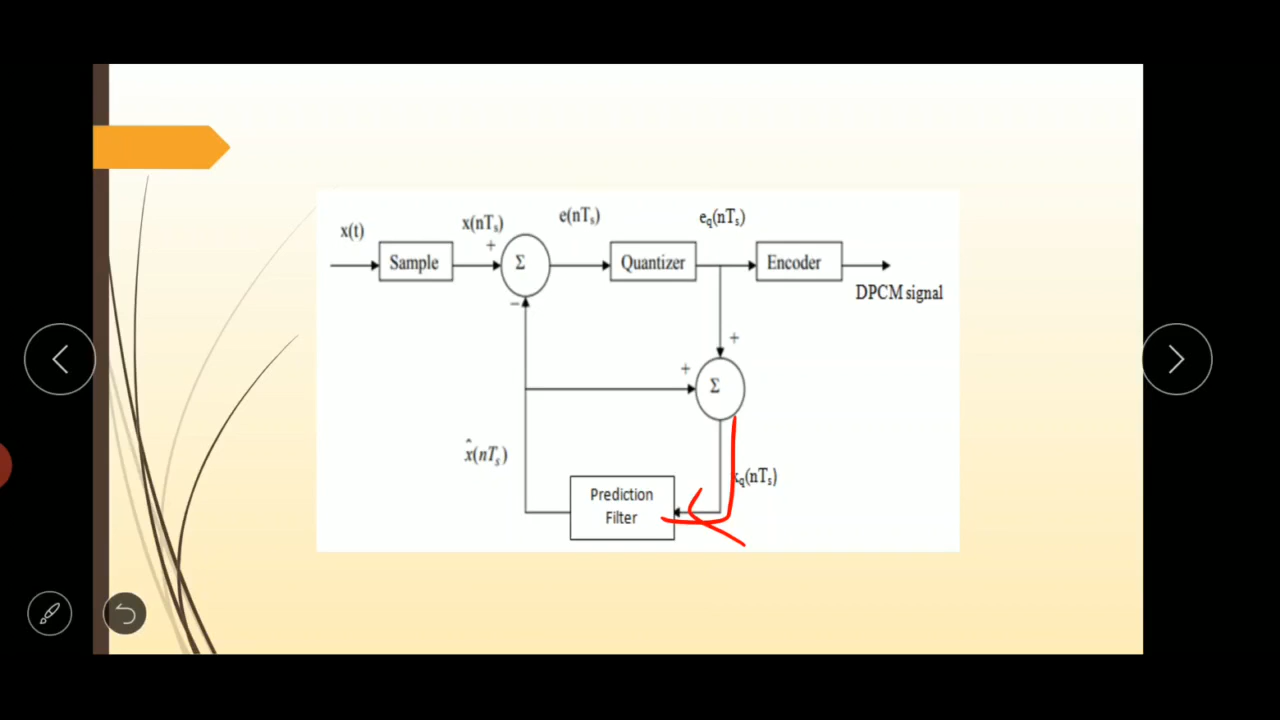 x(t)
Sample
x(nTs)
+
Σ
−
e(nTs)
Quantizer
eq(nTs)
Encoder
DPCM signal
+
+
Σ
x̂(nTs)
Prediction
Filter
xq(nTs)